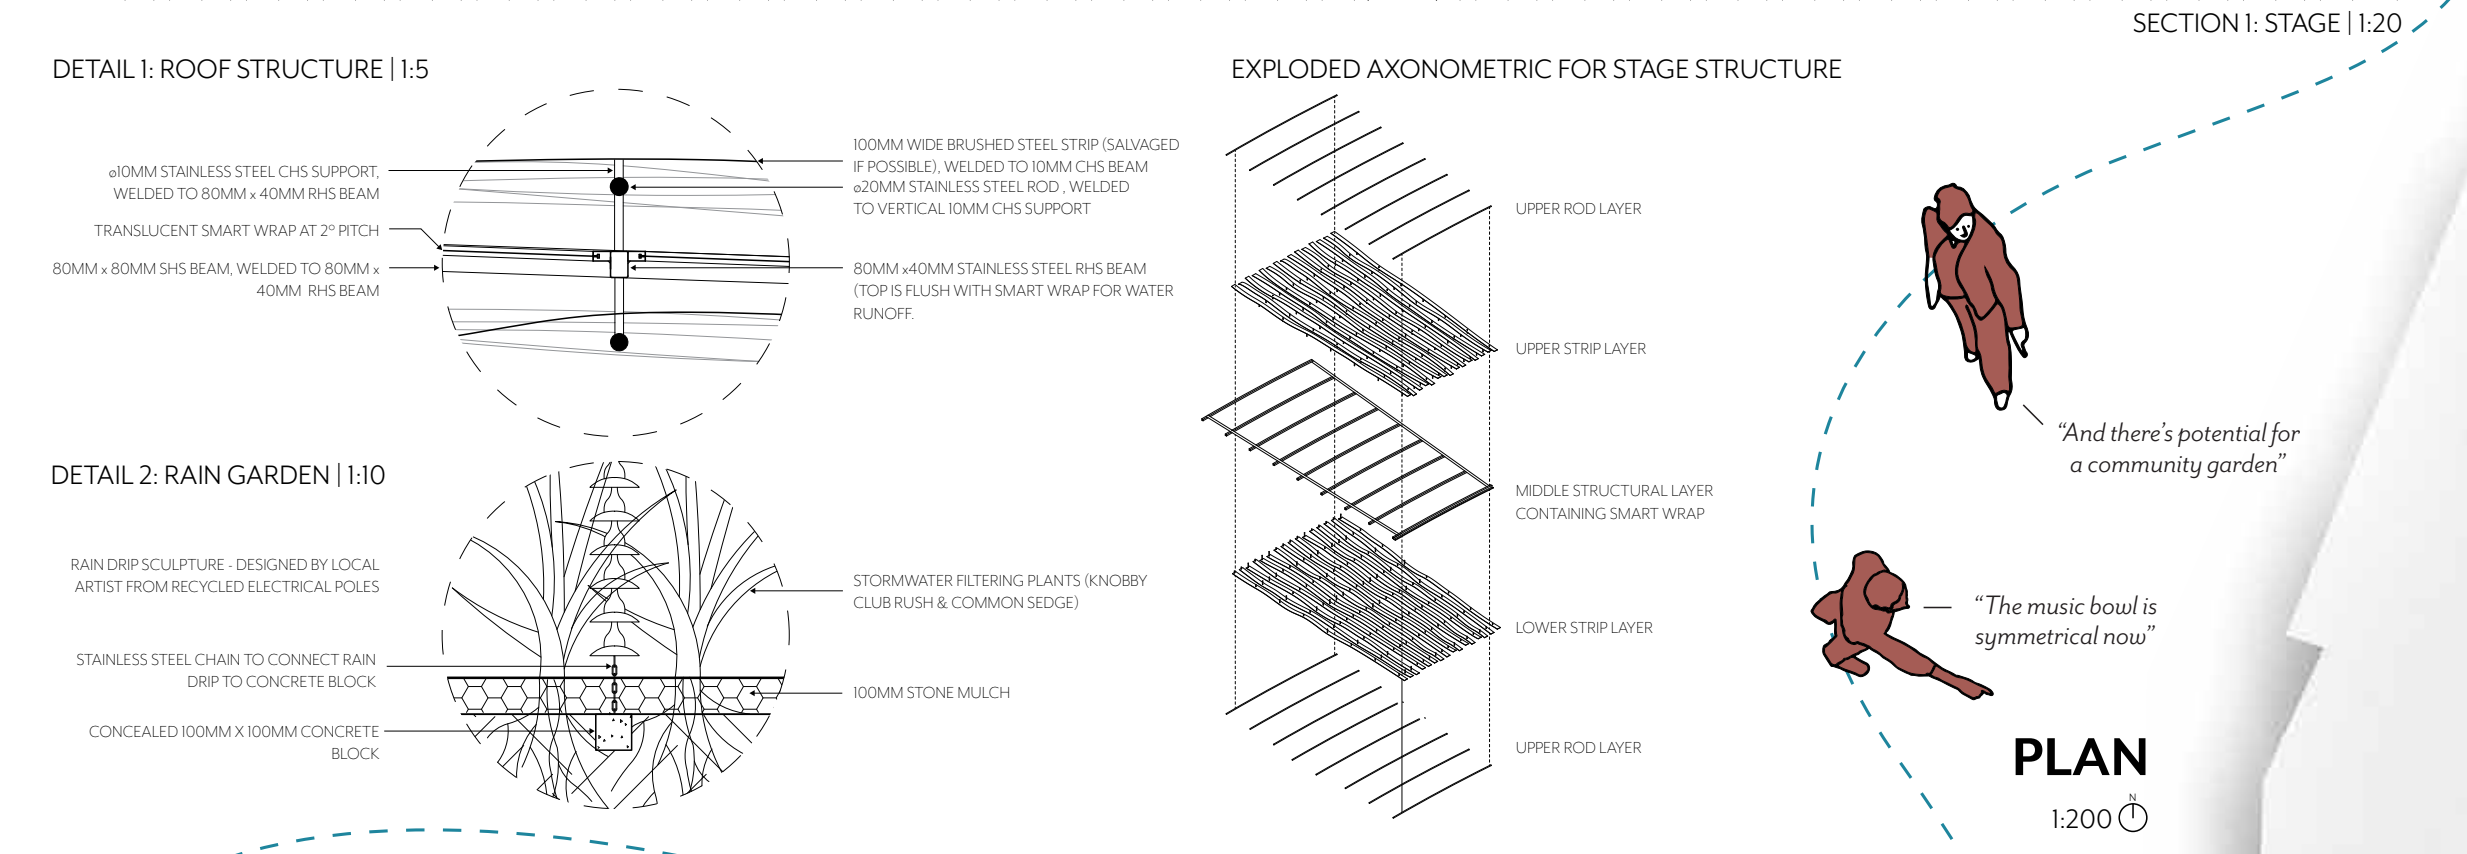 SECTION 1: STAGE | 1:20
DETAIL 1: ROOF STRUCTURE | 1:5
ø10MM STAINLESS STEEL CHS SUPPORT,
WELDED TO 80MM x 40MM RHS BEAM
TRANSLUCENT SMART WRAP AT 2° PITCH
80MM x 80MM SHS BEAM, WELDED TO 80MM x
40MM RHS BEAM
100MM WIDE BRUSHED STEEL STRIP (SALVAGED
IF POSSIBLE), WELDED TO 10MM CHS BEAM
ø20MM STAINLESS STEEL ROD , WELDED
TO VERTICAL 10MM CHS SUPPORT
80MM x40MM STAINLESS STEEL RHS BEAM
(TOP IS FLUSH WITH SMART WRAP FOR WATER
RUNOFF.
DETAIL 2: RAIN GARDEN | 1:10
RAIN DRIP SCULPTURE - DESIGNED BY LOCAL
ARTIST FROM RECYCLED ELECTRICAL POLES
STAINLESS STEEL CHAIN TO CONNECT RAIN
DRIP TO CONCRETE BLOCK
CONCEALED 100MM X 100MM CONCRETE
BLOCK
STORMWATER FILTERING PLANTS (KNOBBY
CLUB RUSH & COMMON SEDGE)
100MM STONE MULCH
EXPLODED AXONOMETRIC FOR STAGE STRUCTURE
UPPER ROD LAYER
UPPER STRIP LAYER
MIDDLE STRUCTURAL LAYER
CONTAINING SMART WRAP
LOWER STRIP LAYER
UPPER ROD LAYER
“And there’s potential for
a community garden”
“The music bowl is
symmetrical now”
PLAN
N
1:200